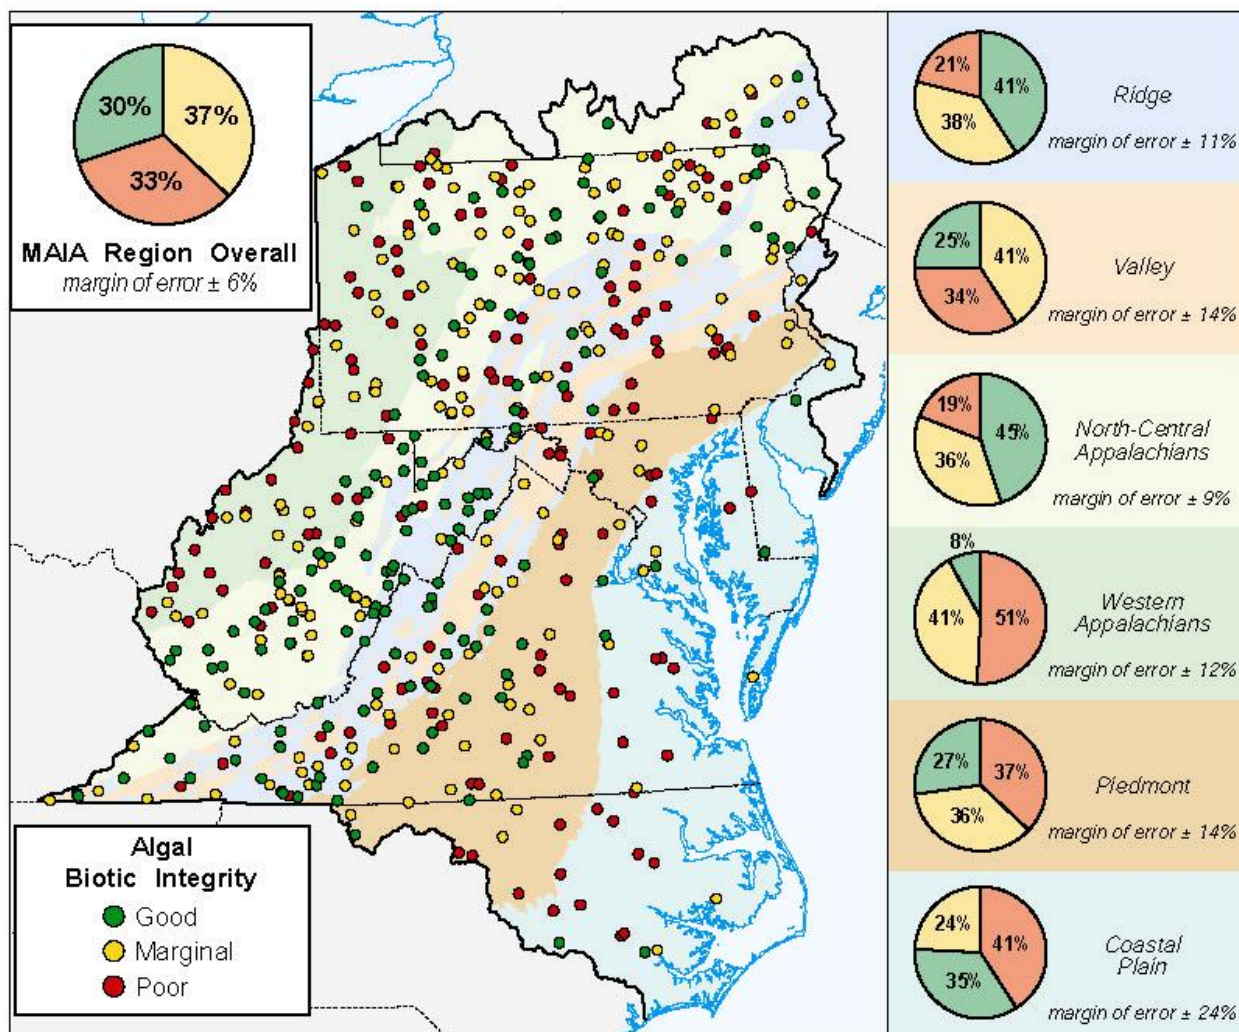 30%
37%
33%
MAIA Region Overall
margin of error ± 6%
Algal
Biotic Integrity
Good
Marginal
Poor
21%
41%
38%
Ridge
margin of error ± 11%
25%
41%
34%
Valley
margin of error ± 14%
19%
45%
36%
North-Central
Appalachians
margin of error ± 9%
8%
41%
51%
Western
Appalachians
margin of error ± 12%
27%
37%
36%
Piedmont
margin of error ± 14%
24%
41%
35%
Coastal
Plain
margin of error ± 24%